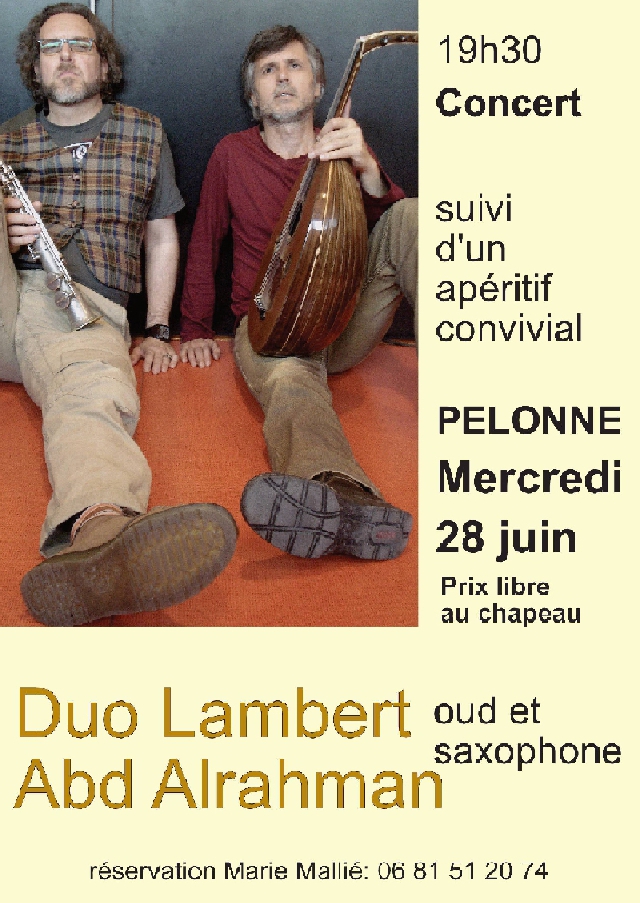 19h30
Concert
suivi
d'un
apéritif
convivial
PELONNE
Mercredi
28 juin
Prix libre
au chapeau
Duo Lambert
Abd Alrahman
oud et
saxophone
réservation Marie Mallié: 06 81 51 20 74